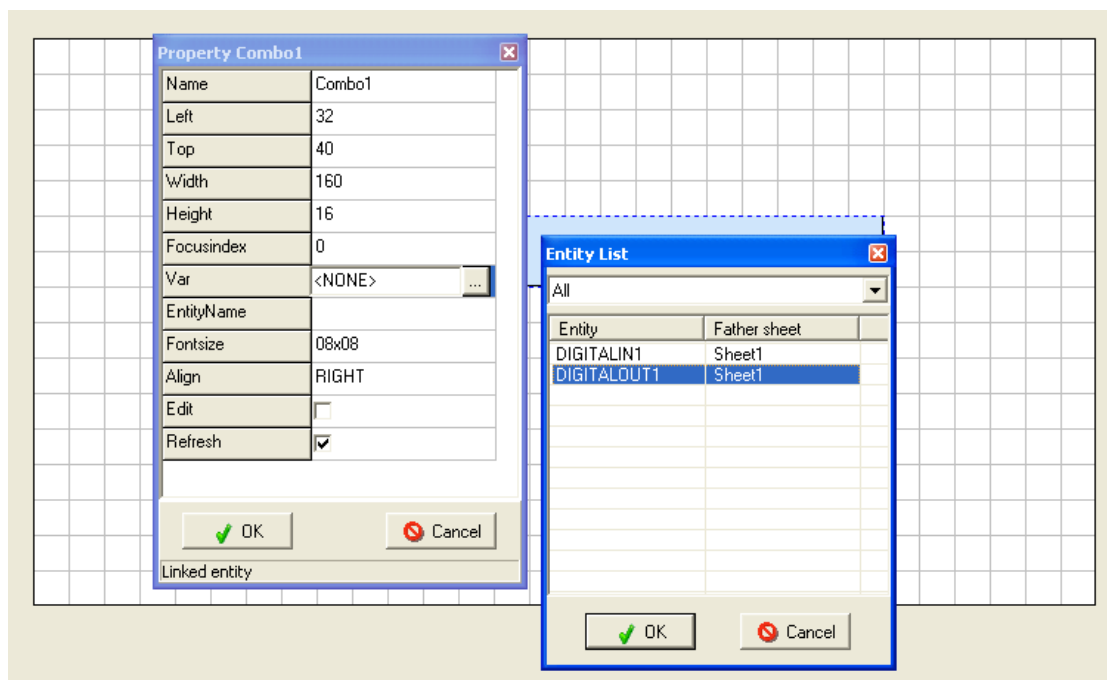 Property Combo1
Name Combo1
Left 32
Top 40
Width 160
Height 16
Focusindex 0
Var <NONE> ...
EntityName
Fontsize 08x08
Align RIGHT
Edit
Refresh
OK Cancel
Linked entity
Entity List
All
Entity Father sheet
DIGITALIN1 Sheet1
DIGITALOUT1 Sheet1
OK Cancel